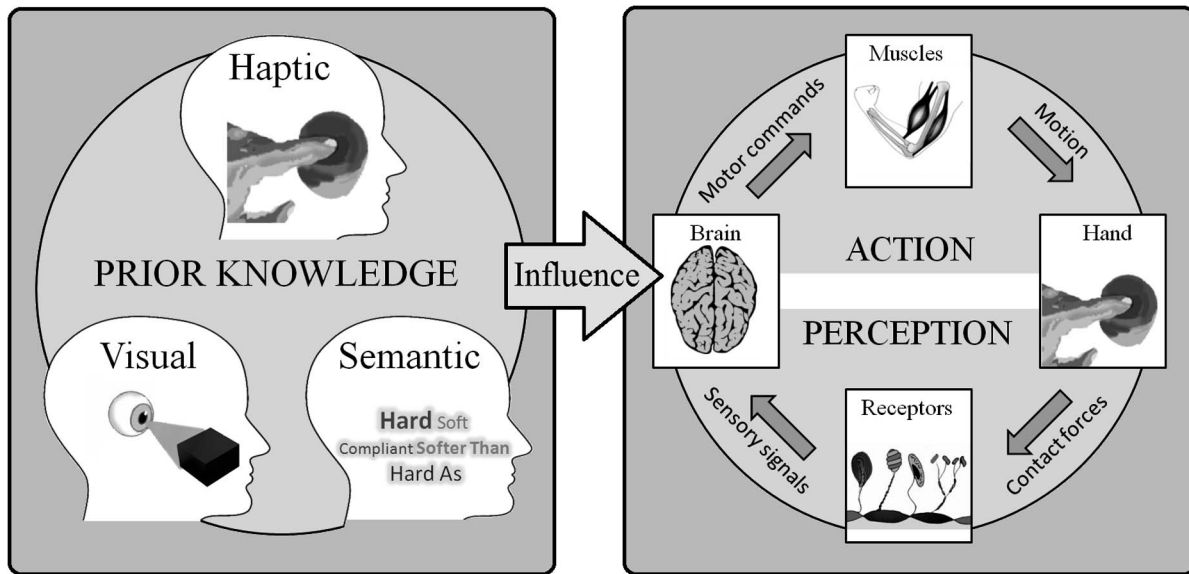 Haptic
PRIOR KNOWLEDGE
Visual
Semantic
Hard Soft
Compliant Softer Than
Hard As
Influence
Muscles
Motor commands
Motion
Brain
ACTION
Hand
PERCEPTION
Receptors
Sensory signals
Contact forces